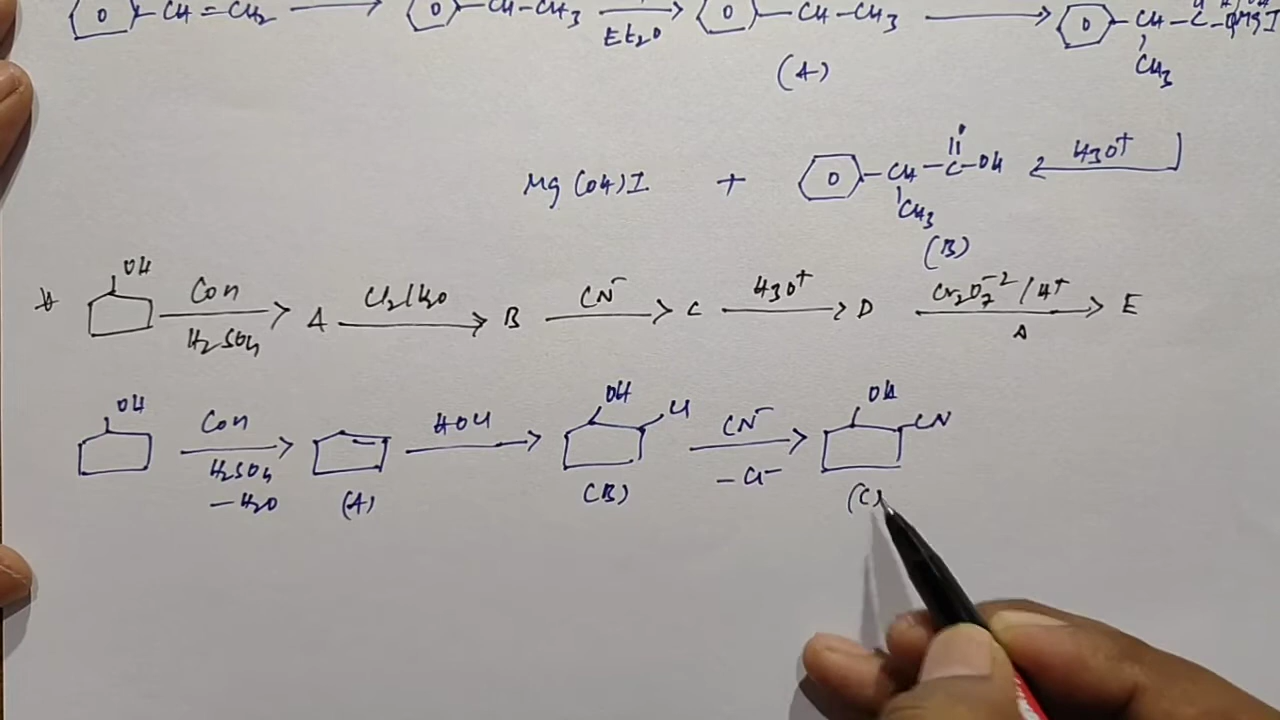 CH = CH2 CH-CH3 Et2O CH-CH3 CH-C-OMgI
(A) CH3
Mg(OH)I + CH-C-OH H3O+
CH3
(B)
OH Con H2SO4 A Cl2/H2O B CN- C H3O+ D Cr2O7-2/H+ Δ E
OH Con H2SO4 -H2O (A) HOCl OH Cl (B) CN- -Cl- OH CN (C)